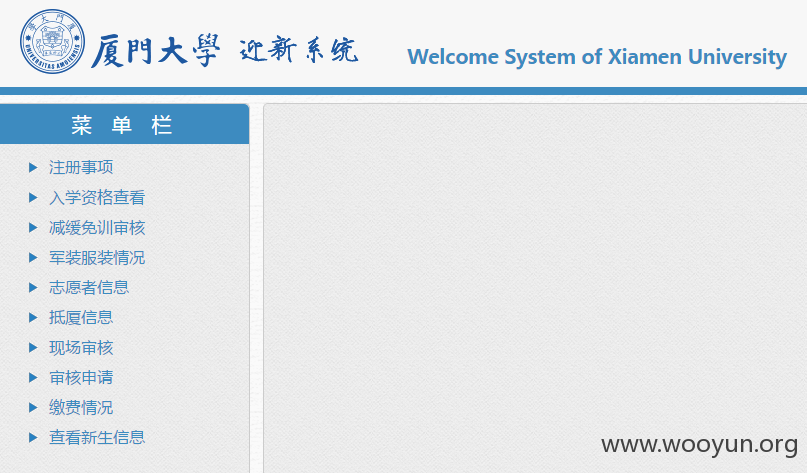 厦門大學 迎新系统
Welcome System of Xiamen University
菜 单 栏
注册事项
入学资格查看
减缓免训审核
军装服装情况
志愿者信息
抵厦信息
现场审核
审核申请
缴费情况
查看新生信息
www.wooyun.org